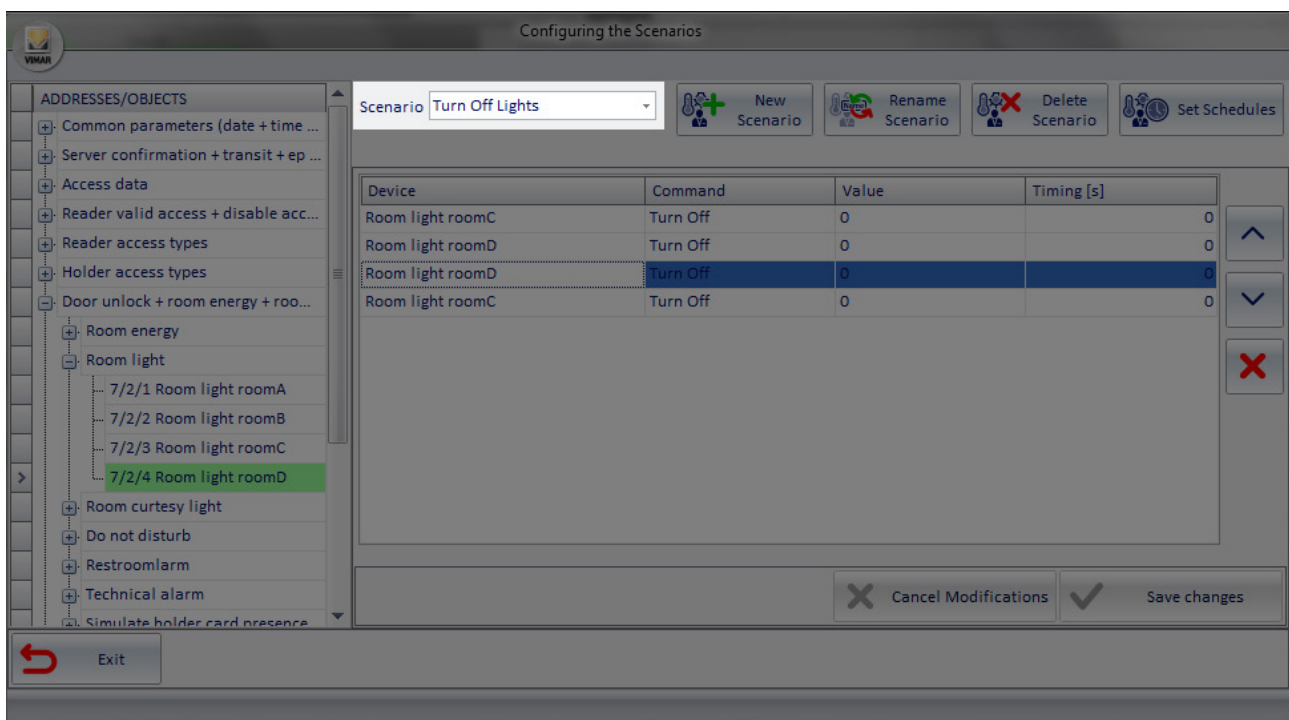 Configuring the Scenarios
VIMAR
ADDRESSES/OBJECTS
Common parameters (date + time ...
Server confirmation + transit + ep ...
Access data
Reader valid access + disable acc...
Reader access types
Holder access types
Door unlock + room energy + roo...
Room energy
Room light
7/2/1 Room light roomA
7/2/2 Room light roomB
7/2/3 Room light roomC
7/2/4 Room light roomD
Room curtesy light
Do not disturb
Restroomlarm
Technical alarm
Simulate holder card presence
Scenario Turn Off Lights
New Scenario
Rename Scenario
Delete Scenario
Set Schedules
Device Command Value Timing [s]
Room light roomC Turn Off 0 0
Room light roomD Turn Off 0 0
Room light roomD Turn Off 0 0
Room light roomC Turn Off 0 0
Cancel Modifications
Save changes
Exit